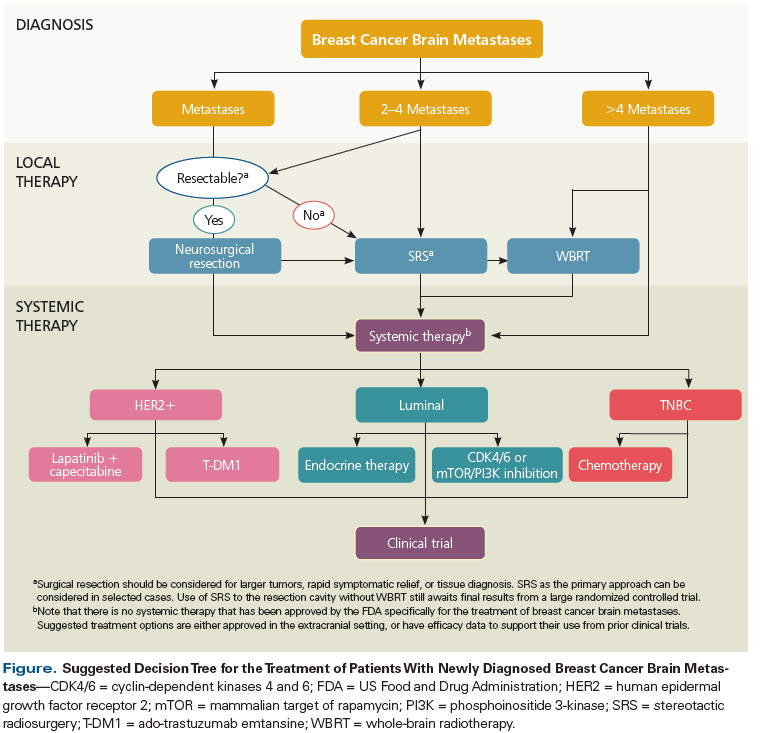 DIAGNOSIS
Breast Cancer Brain Metastases
Metastases
2–4 Metastases
>4 Metastases
LOCAL
THERAPY
Resectable?a
Yes
Noa
Neurosurgical
resection
SRSa
WBRT
SYSTEMIC
THERAPY
Systemic therapyb
HER2+
Luminal
TNBC
Lapatinib +
capecitabine
T-DM1
Endocrine therapy
CDK4/6 or
mTOR/PI3K inhibition
Chemotherapy
Clinical trial
aSurgical resection should be considered for larger tumors, rapid symptomatic relief, or tissue diagnosis. SRS as the primary approach can be
considered in selected cases. Use of SRS to the resection cavity without WBRT still awaits final results from a large randomized controlled trial.
bNote that there is no systemic therapy that has been approved by the FDA specifically for the treatment of breast cancer brain metastases.
Suggested treatment options are either approved in the extracranial setting, or have efficacy data to support their use from prior clinical trials.
Figure. Suggested Decision Tree for the Treatment of Patients With Newly Diagnosed Breast Cancer Brain Metas-
tases—CDK4/6 = cyclin-dependent kinases 4 and 6; FDA = US Food and Drug Administration; HER2 = human epidermal
growth factor receptor 2; mTOR = mammalian target of rapamycin; PI3K = phosphoinositide 3-kinase; SRS = stereotactic
radiosurgery; T-DM1 = ado-trastuzumab emtansine; WBRT = whole-brain radiotherapy.